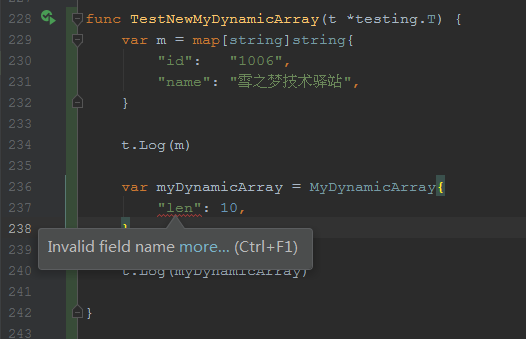 228 func TestNewMyDynamicArray(t *testing.T) {
229 var m = map[string]string{
230 "id": "1006",
231 "name": "雪之梦技术驿站",
232 }
233
234 t.Log(m)
235
236 var myDynamicArray = MyDynamicArray{
237 "len": 10,
238 }
239 Invalid field name more... (Ctrl+F1)
240 t.Log(myDynamicArray)
241
242 }
243